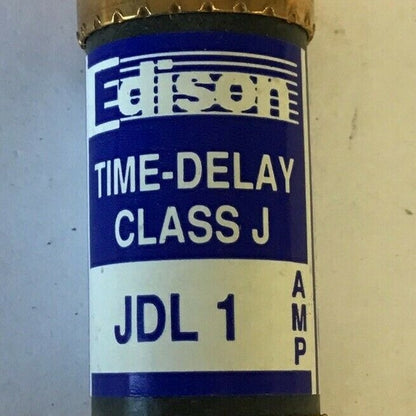 Edison
TIME-DELAY
CLASS J
JDL 1
AMP